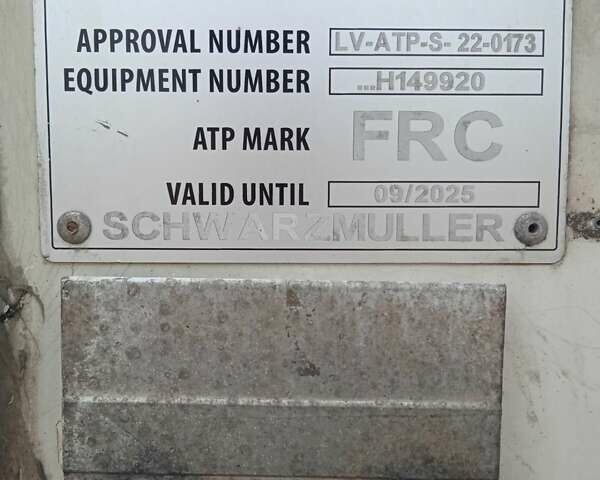 APPROVAL NUMBER LV-ATP-S- 22-0173
EQUIPMENT NUMBER ...H149920
ATP MARK FRC
VALID UNTIL 09/2025
SCHWARZMULLER